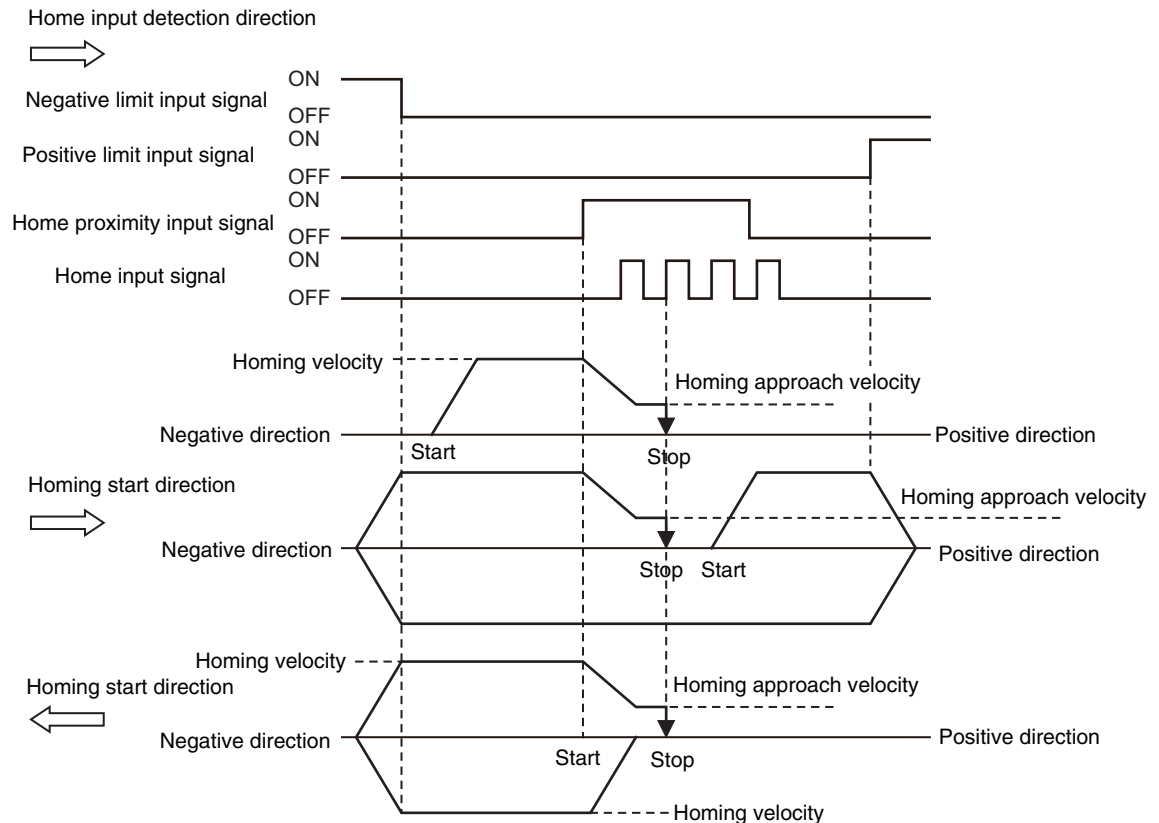 Home input detection direction
ON
Negative limit input signal
OFF
ON
Positive limit input signal
OFF
ON
Home proximity input signal
OFF
ON
Home input signal
OFF
Homing velocity
Homing approach velocity
Negative direction
Positive direction
Start
Stop
Homing start direction
Homing approach velocity
Negative direction
Positive direction
Stop
Start
Homing velocity
Homing start direction
Homing approach velocity
Negative direction
Positive direction
Start
Stop
Homing velocity